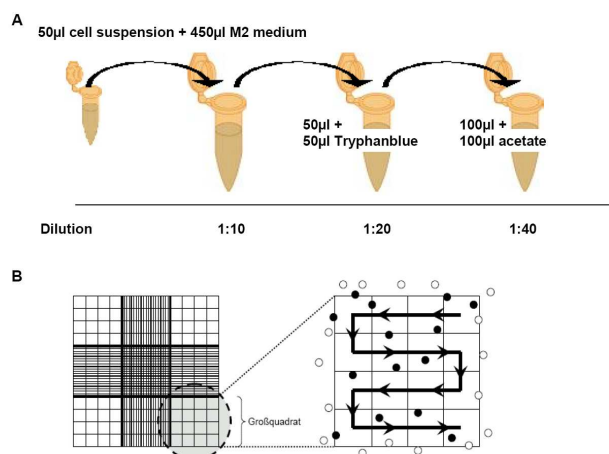 A
50µl cell suspension + 450µl M2 medium
50µl +
50µl Tryphanblue
100µl +
100µl acetate
Dilution 1:10 1:20 1:40
B
Großquadrat